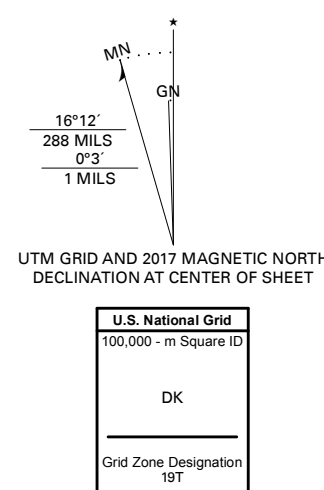 ★
MN
GN
16°12´
288 MILS
0°3´
1 MILS
UTM GRID AND 2017 MAGNETIC NORTH
DECLINATION AT CENTER OF SHEET
U.S. National Grid
100,000 - m Square ID
DK
Grid Zone Designation
19T